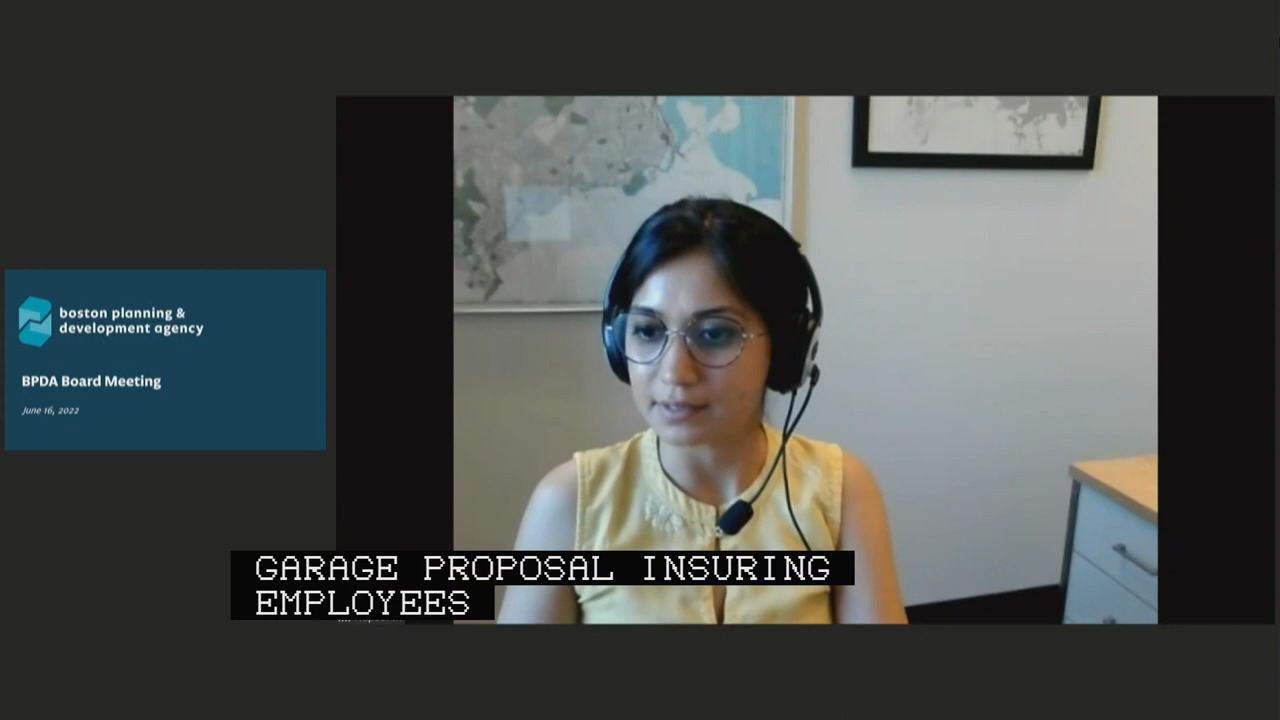 boston planning &
development agency
BPDA Board Meeting
June 16, 2022
GARAGE PROPOSAL INSURING
EMPLOYEES